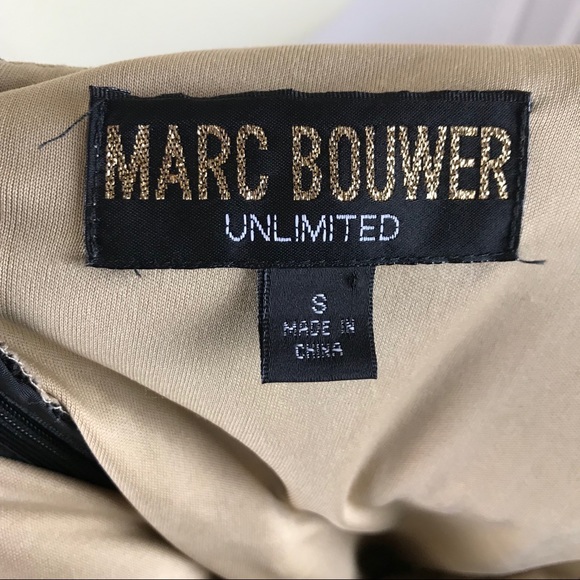 MARC BOUWER
UNLIMITED
S
MADE IN
CHINA